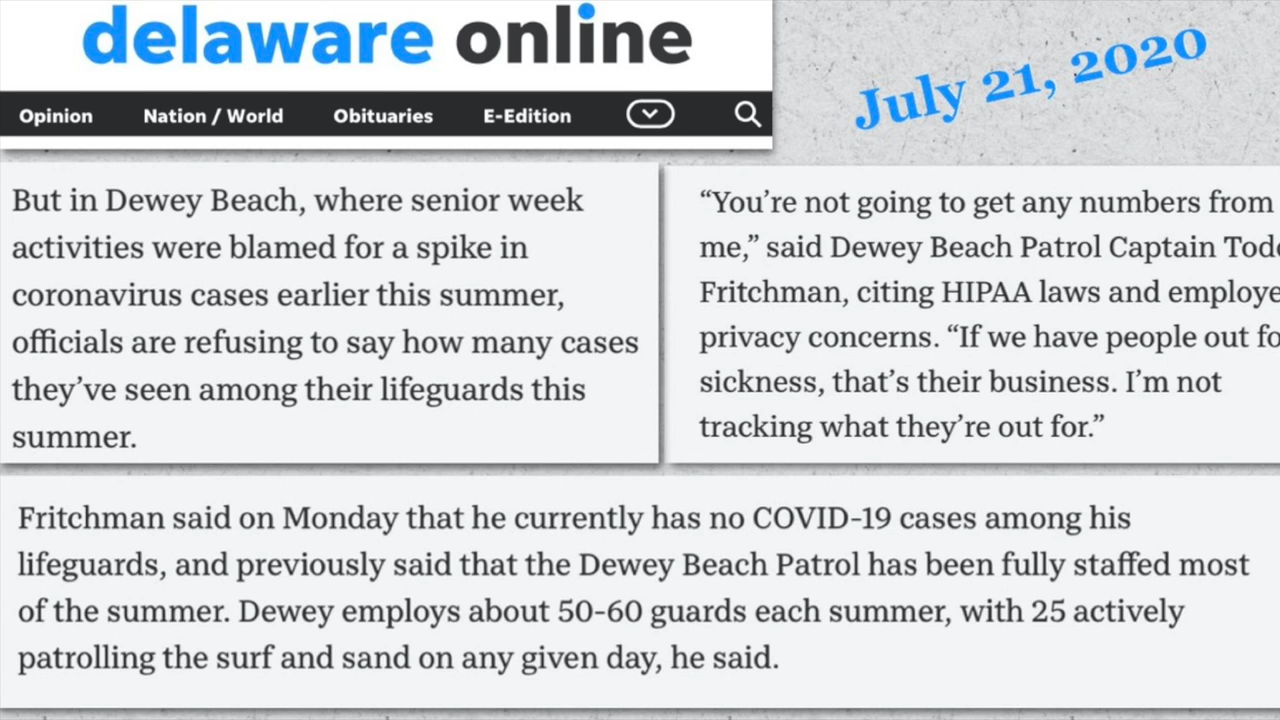 delaware online
July 21, 2020
Opinion Nation / World Obituaries E-Edition
But in Dewey Beach, where senior week
activities were blamed for a spike in
coronavirus cases earlier this summer,
officials are refusing to say how many cases
they’ve seen among their lifeguards this
summer.
“You’re not going to get any numbers from
me,” said Dewey Beach Patrol Captain
Fritchman, citing HIPAA laws and
privacy concerns. “If we have people out
sickness, that’s their business. I’m not
tracking what they’re out for.”
Fritchman said on Monday that he currently has no COVID-19 cases among his
lifeguards, and previously said that the Dewey Beach Patrol has been fully staffed most
of the summer. Dewey employs about 50-60 guards each summer, with 25 actively
patrolling the surf and sand on any given day, he said.